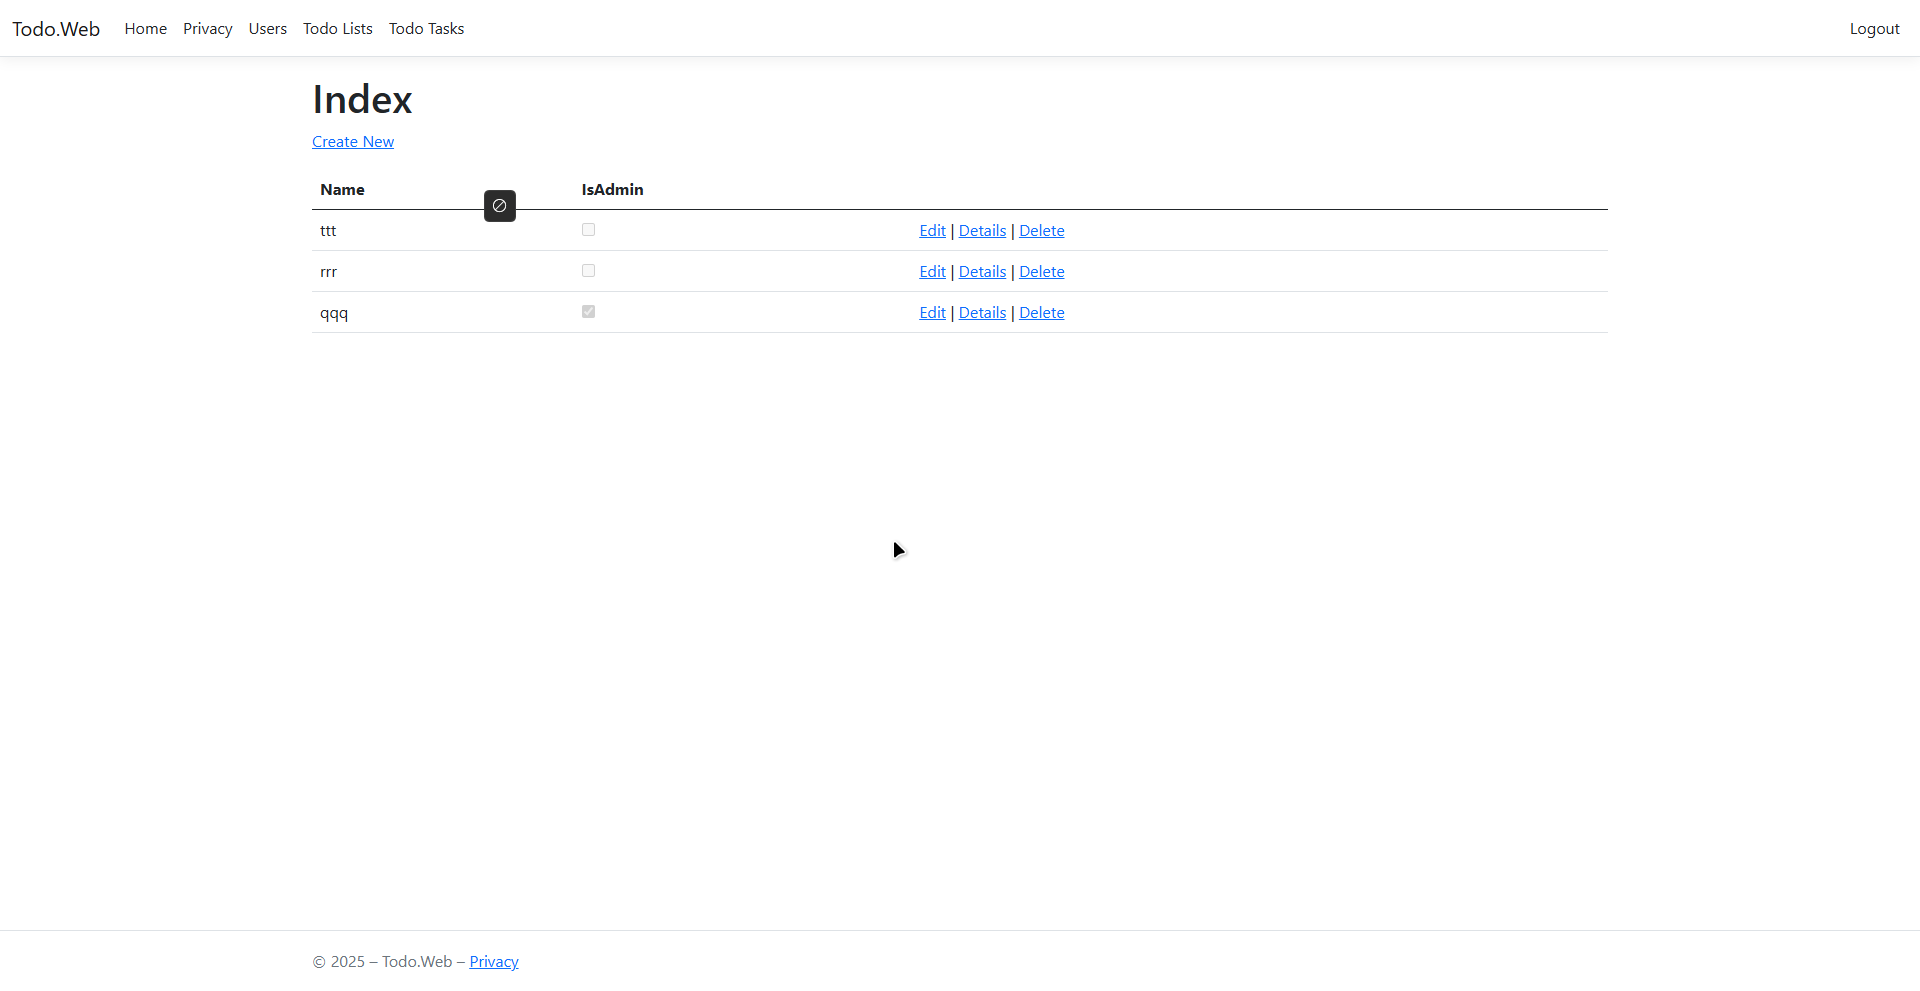 Todo.Web Home Privacy Users Todo Lists Todo Tasks Logout
Index
Create New
Name IsAdmin
ttt Edit | Details | Delete
rrr Edit | Details | Delete
qqq Edit | Details | Delete
© 2025 – Todo.Web – Privacy